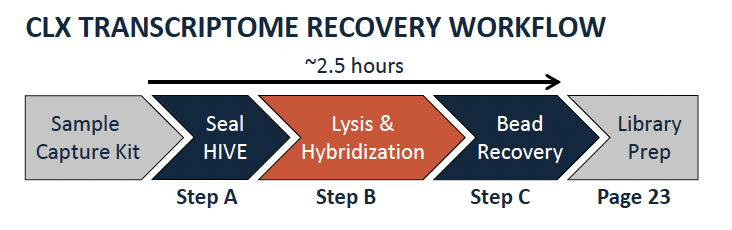 CLX TRANSCRIPTOME RECOVERY WORKFLOW
~2.5 hours
Sample
Capture Kit
Seal
HIVE
Lysis &
Hybridization
Bead
Recovery
Library
Prep
Step A
Step B
Step C
Page 23